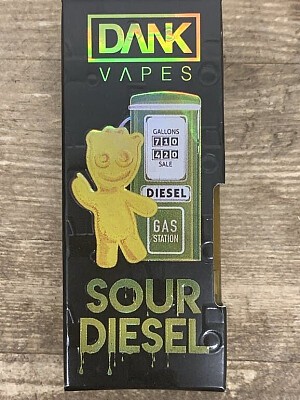 DANK
VAPES
GALLONS
710
420
SALE
DIESEL
GAS
STATION
SOUR
DIESEL